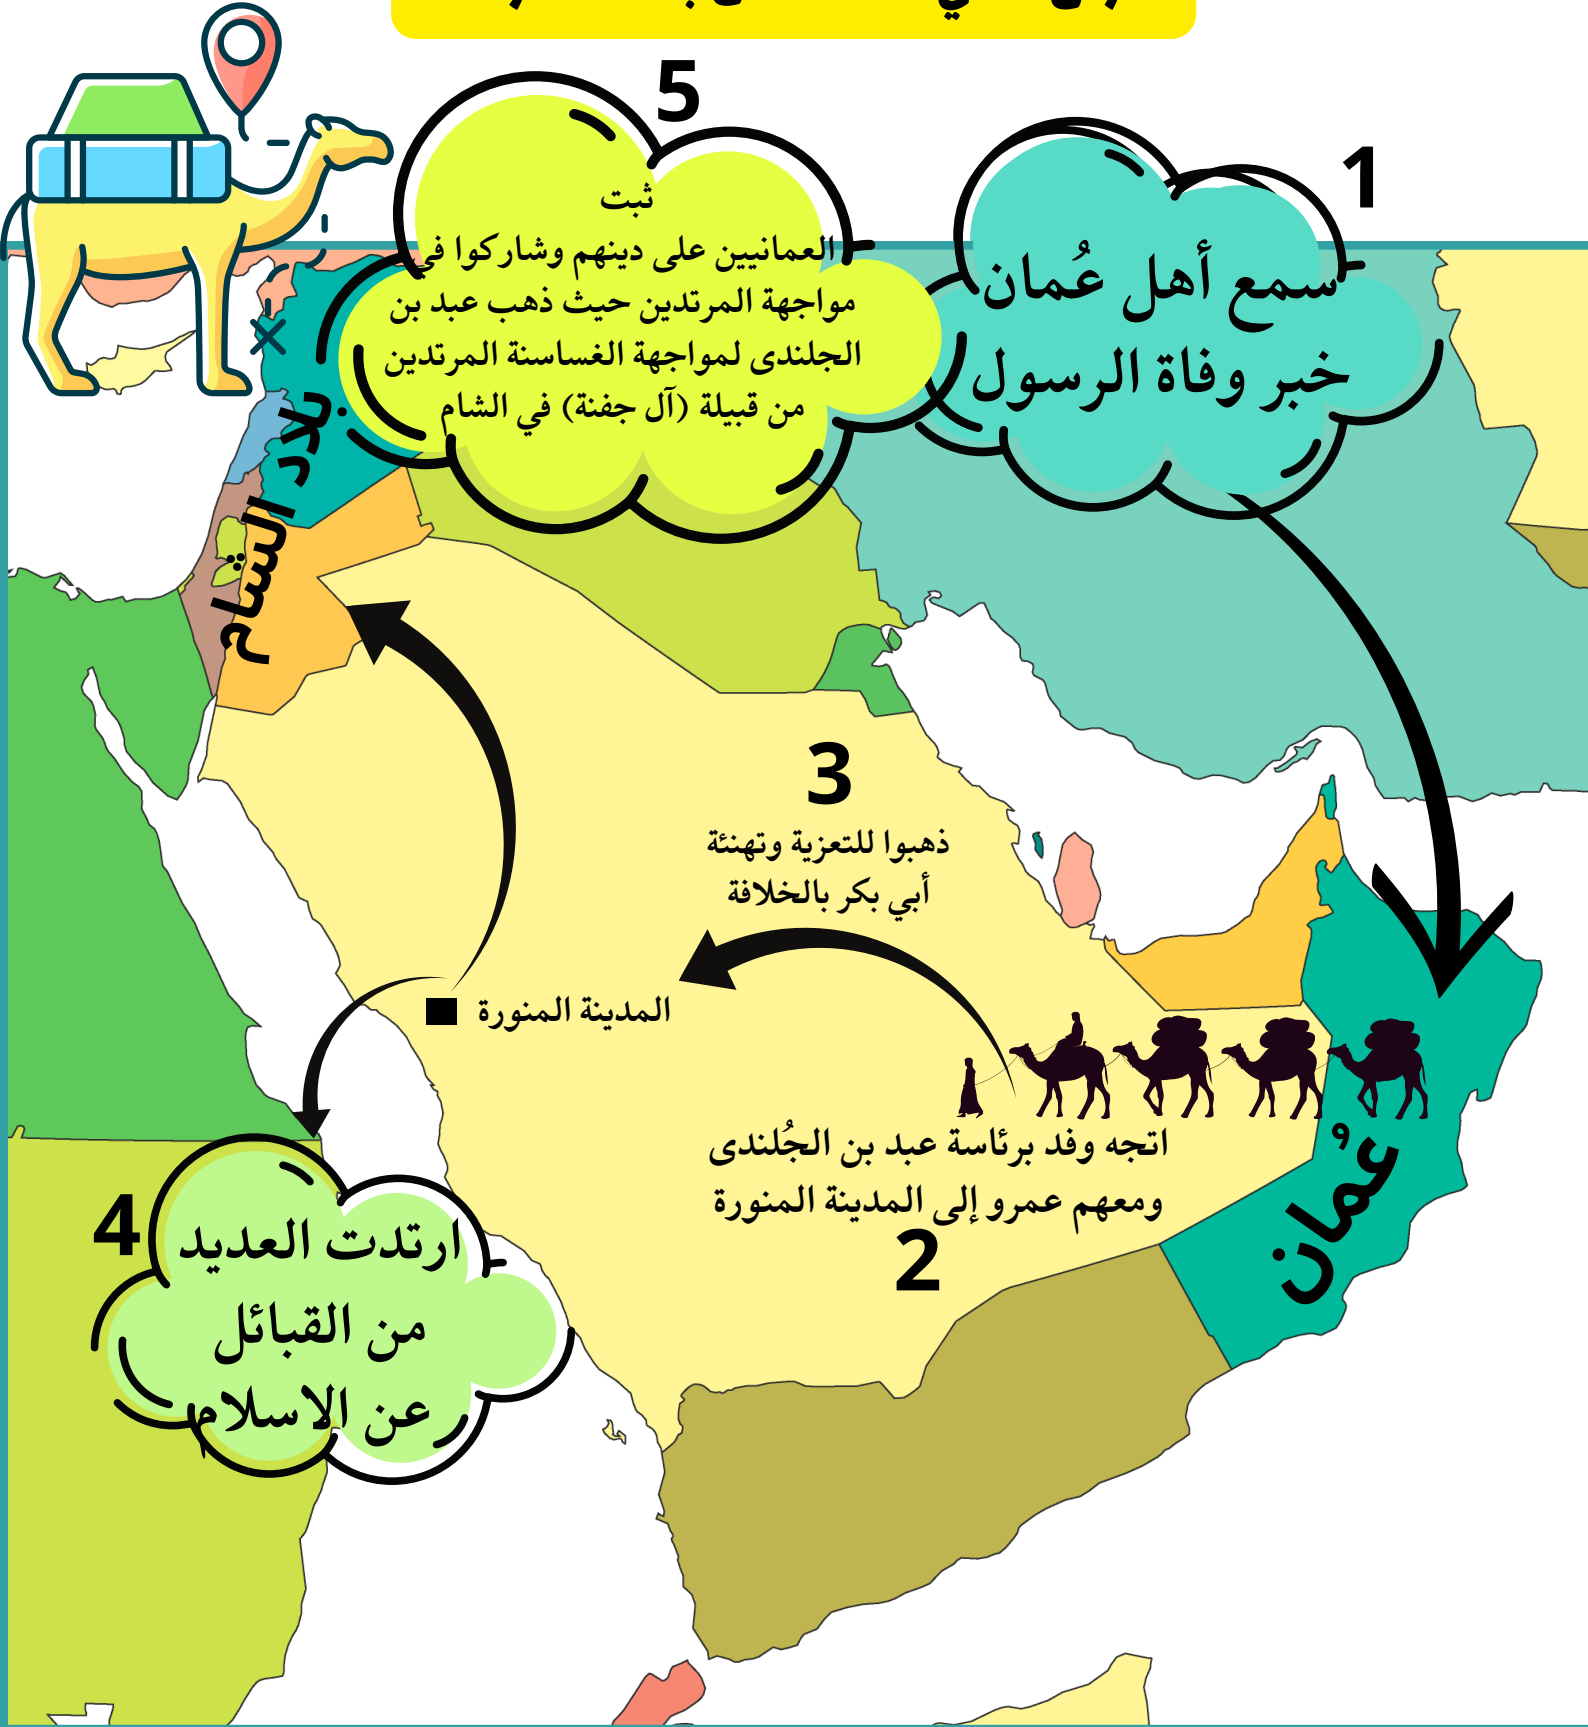 1
سمع أهل عُمان
خبر وفاة الرسول
5
ثبت
العمانيين على دينهم وشاركوا في
مواجهة المرتدين حيث ذهب عبد بن
الجلندى لمواجهة الغساسنة المرتدين
من قبيلة (آل جفنة) في الشام
بلاد الشام
3
ذهبوا للتعزية وتهنئة
أبي بكر بالخلافة
المدينة المنورة
اتجه وفد برئاسة عبد بن الجُلندى
ومعهم عمرو إلى المدينة المنورة
2
عُمان
4
ارتدت العديد
من القبائل
عن الاسلام